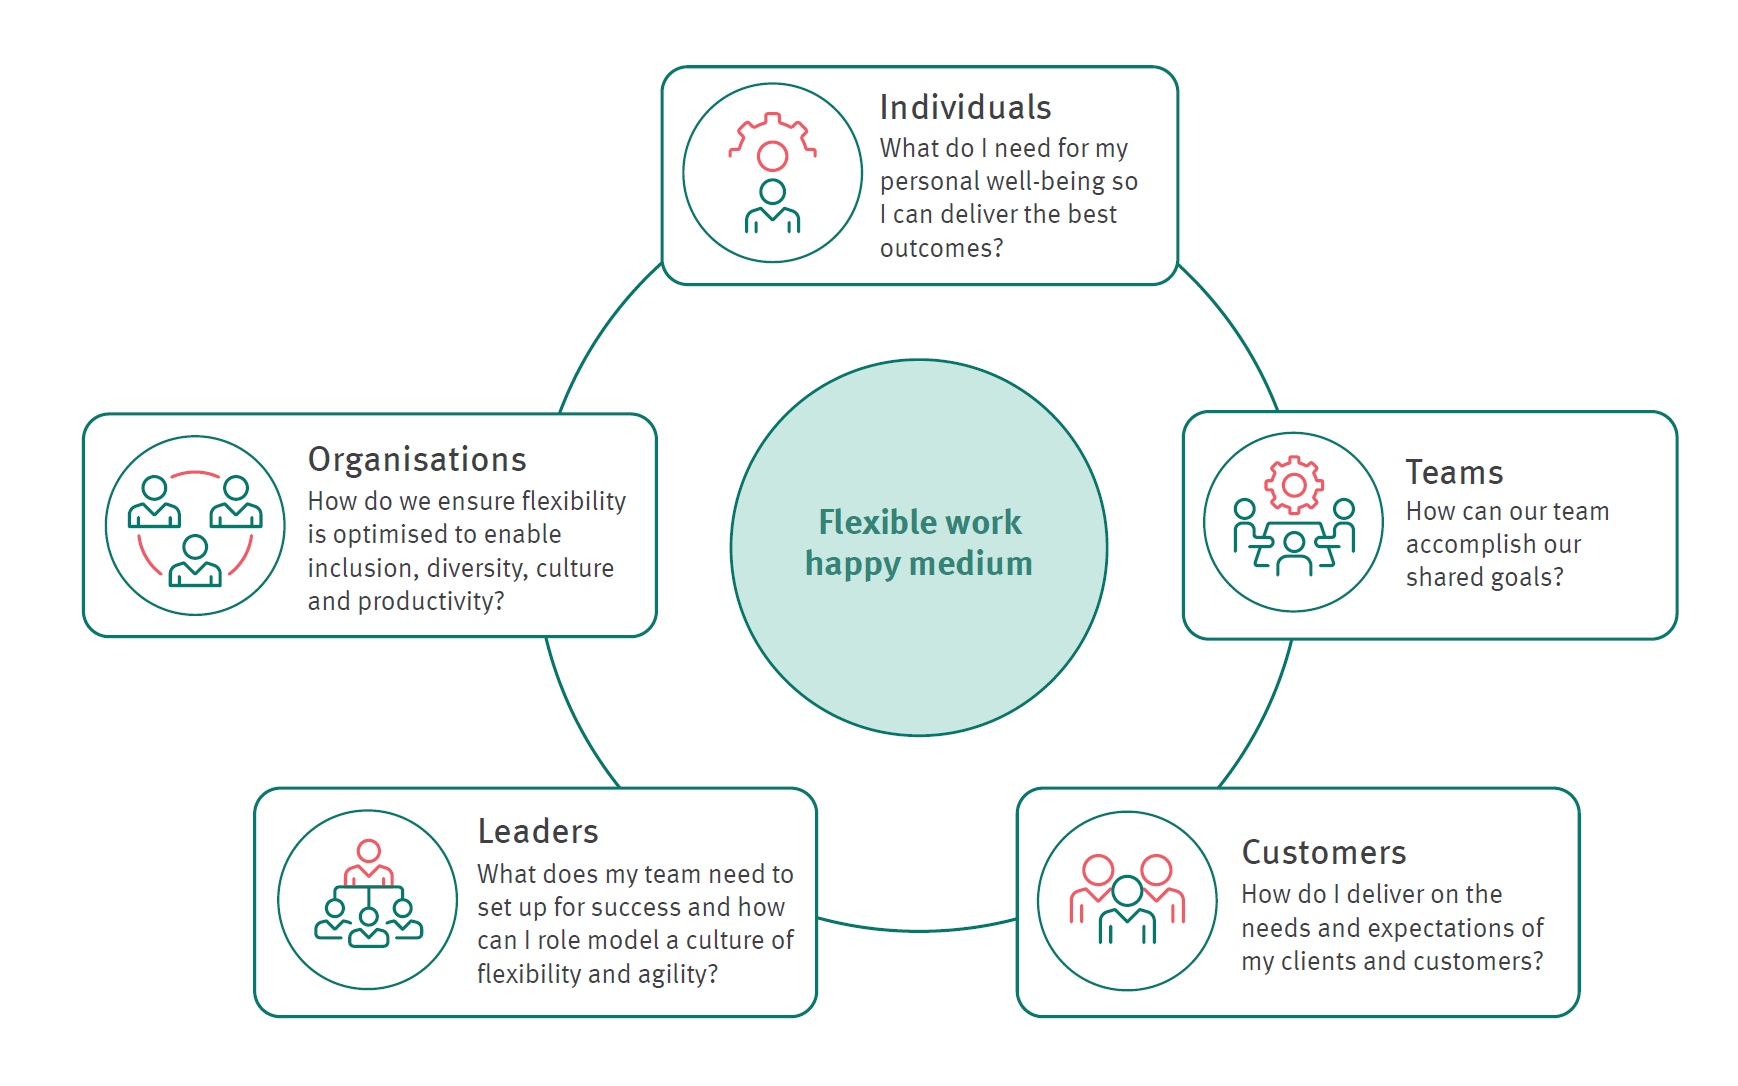 Individuals
What do I need for my
personal well-being so
I can deliver the best
outcomes?
Teams
How can our team
accomplish our
shared goals?
Customers
How do I deliver on the
needs and expectations of
my clients and customers?
Leaders
What does my team need to
set up for success and how
can I role model a culture of
flexibility and agility?
Organisations
How do we ensure flexibility
is optimised to enable
inclusion, diversity, culture
and productivity?
Flexible work
happy medium